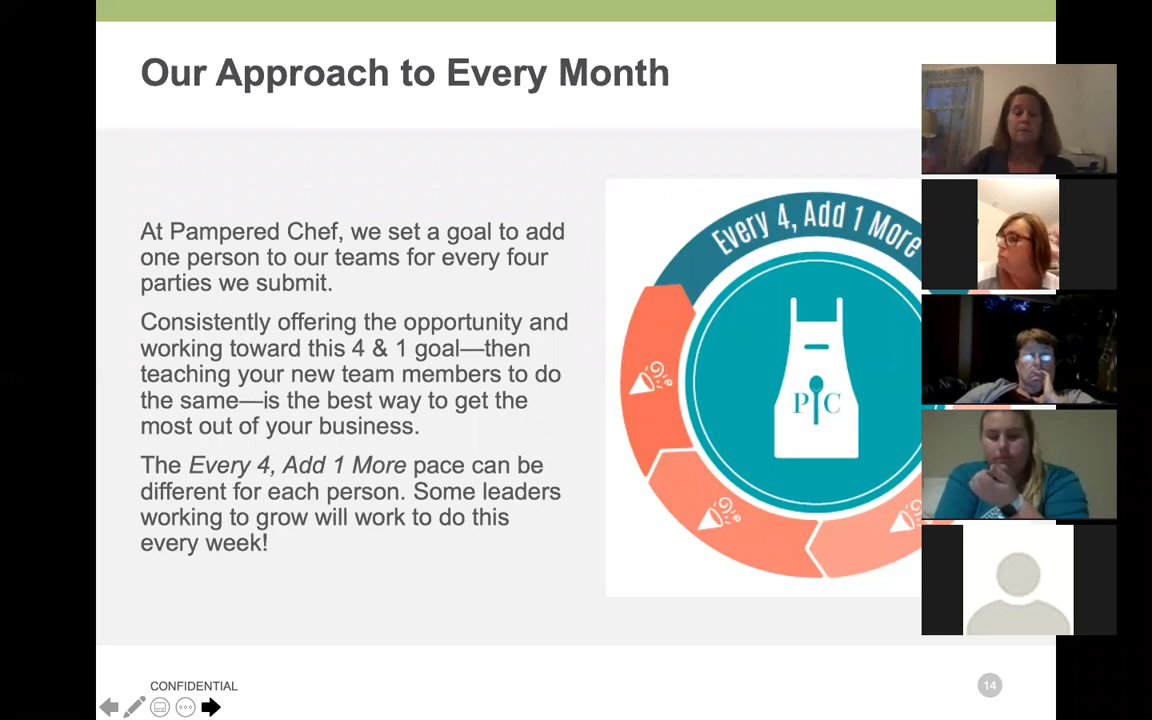 Our Approach to Every Month
At Pampered Chef, we set a goal to add
one person to our teams for every four
parties we submit.
Consistently offering the opportunity and
working toward this 4 & 1 goal—then
teaching your new team members to do
the same—is the best way to get the
most out of your business.
The Every 4, Add 1 More pace can be
different for each person. Some leaders
working to grow will work to do this
every week!
Every 4, Add 1 More
P C
CONFIDENTIAL
14